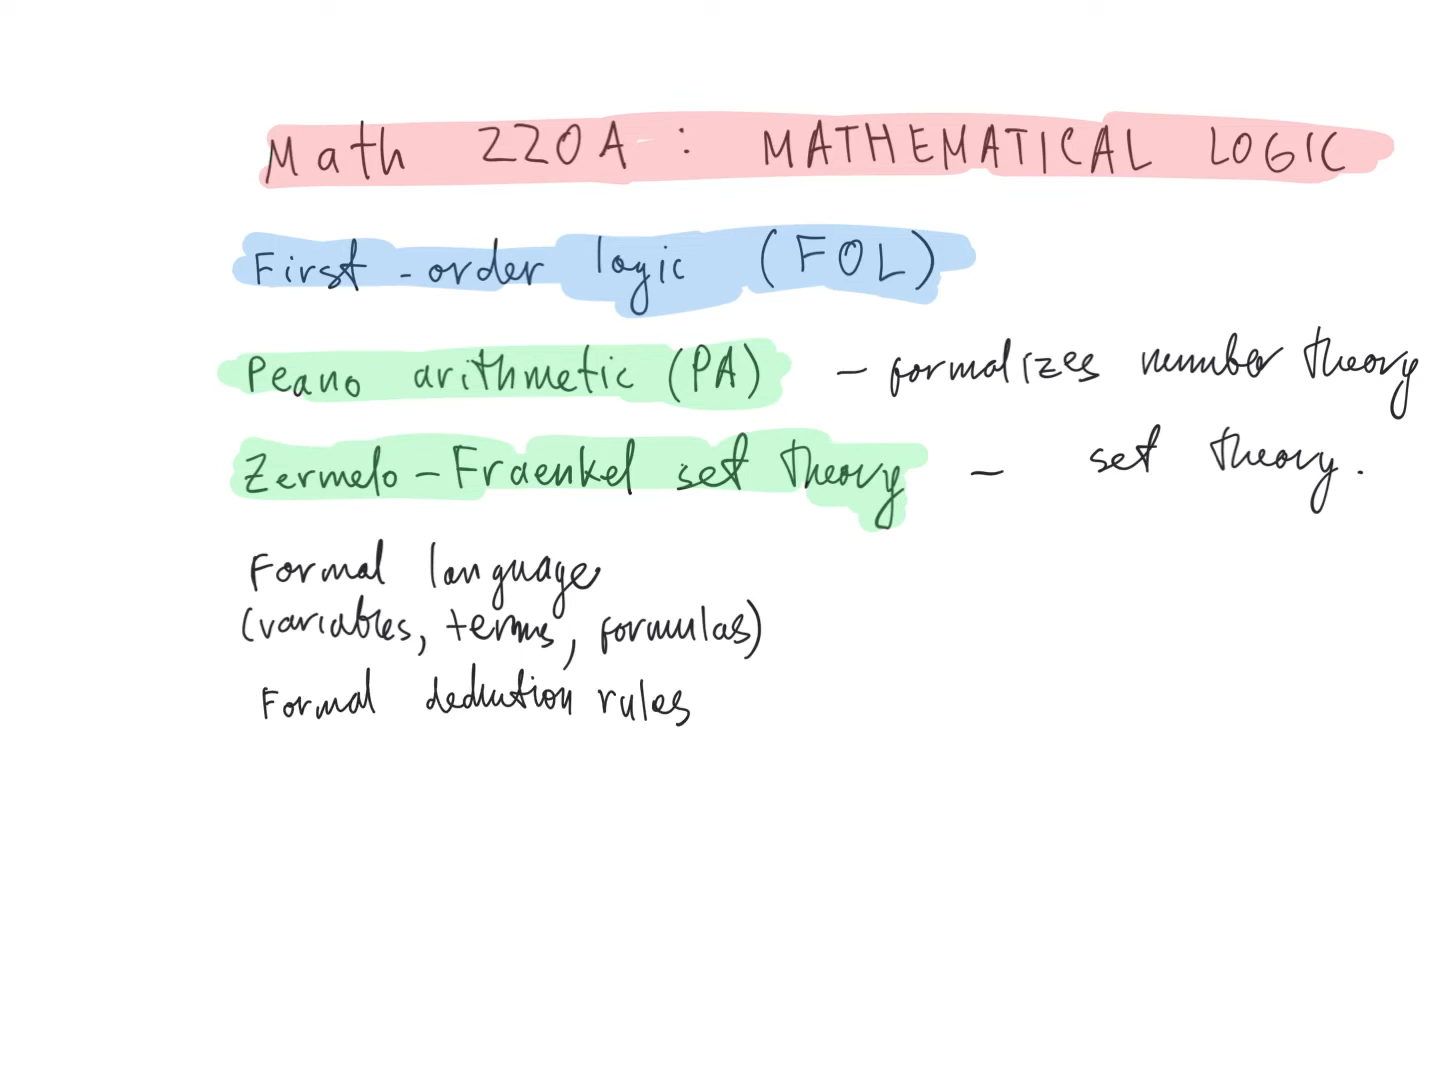 Math 220A : MATHEMATICAL LOGIC
First-order logic (FOL)
Peano arithmetic (PA) – formalizes number theory
Zermelo–Fraenkel set theory – set theory.
Formal language
(variables, terms, formulas)
Formal deduction rules